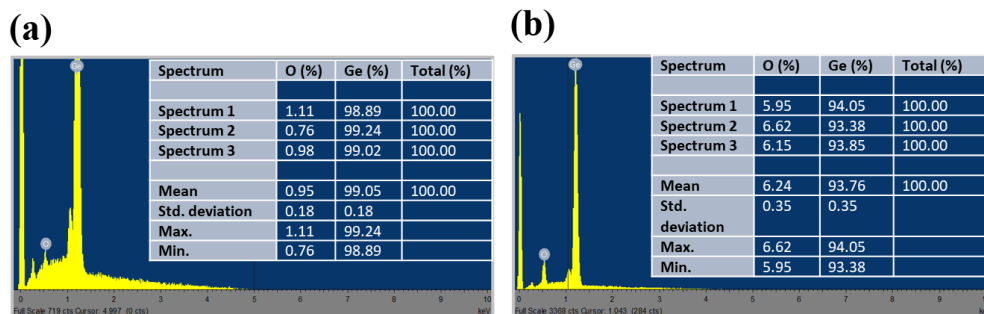 (a)
(b)
Ge
O
Spectrum O (%) Ge (%) Total (%)
Spectrum 1 1.11 98.89 100.00
Spectrum 2 0.76 99.24 100.00
Spectrum 3 0.98 99.02 100.00
Mean 0.95 99.05 100.00
Std. deviation 0.18 0.18
Max. 1.11 99.24
Min. 0.76 98.89
0 1 2 3 4 5 6 7 8 9 10
Full Scale 719 cts Cursor: 4.997 (0 cts) keV
Ge
O
Spectrum O (%) Ge (%) Total (%)
Spectrum 1 5.95 94.05 100.00
Spectrum 2 6.62 93.38 100.00
Spectrum 3 6.15 93.85 100.00
Mean 6.24 93.76 100.00
Std. 0.35 0.35
deviation
Max. 6.62 94.05
Min. 5.95 93.38
0 1 2 3 4 5 6 7 8 9
Full Scale 3368 cts Cursor: 1.043 (284 cts)